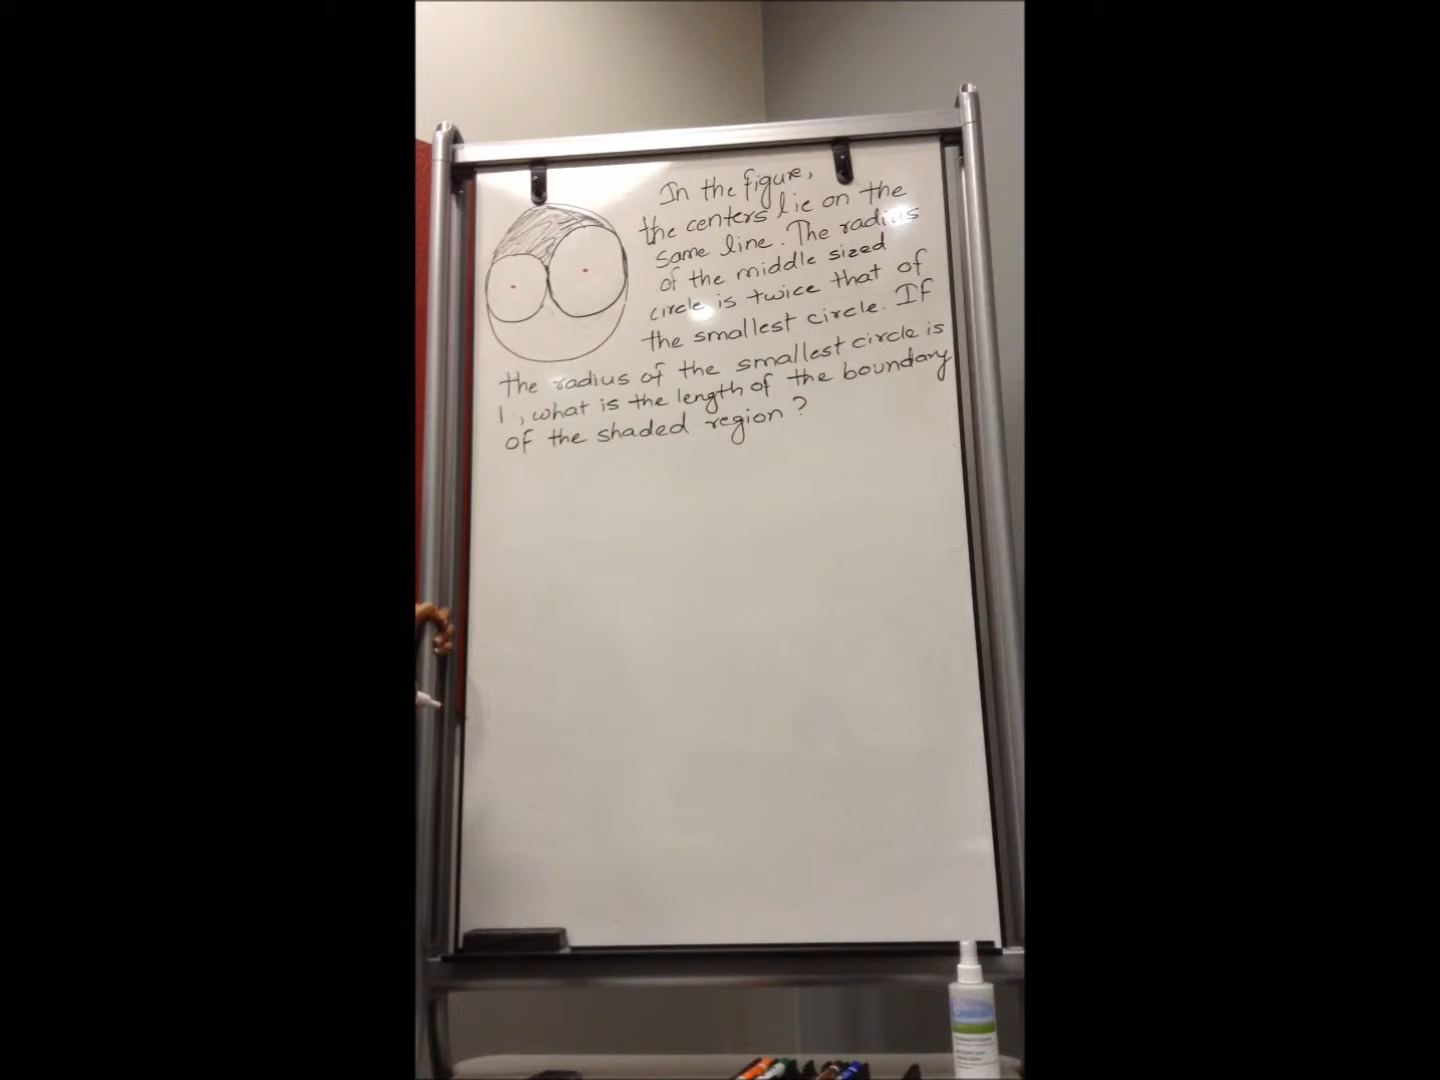 In the figure,
the centers lie on the
same line. The radius
of the middle sized
circle is twice that of
the smallest circle. If
the radius of the smallest circle is
1, what is the length of the boundary
of the shaded region?